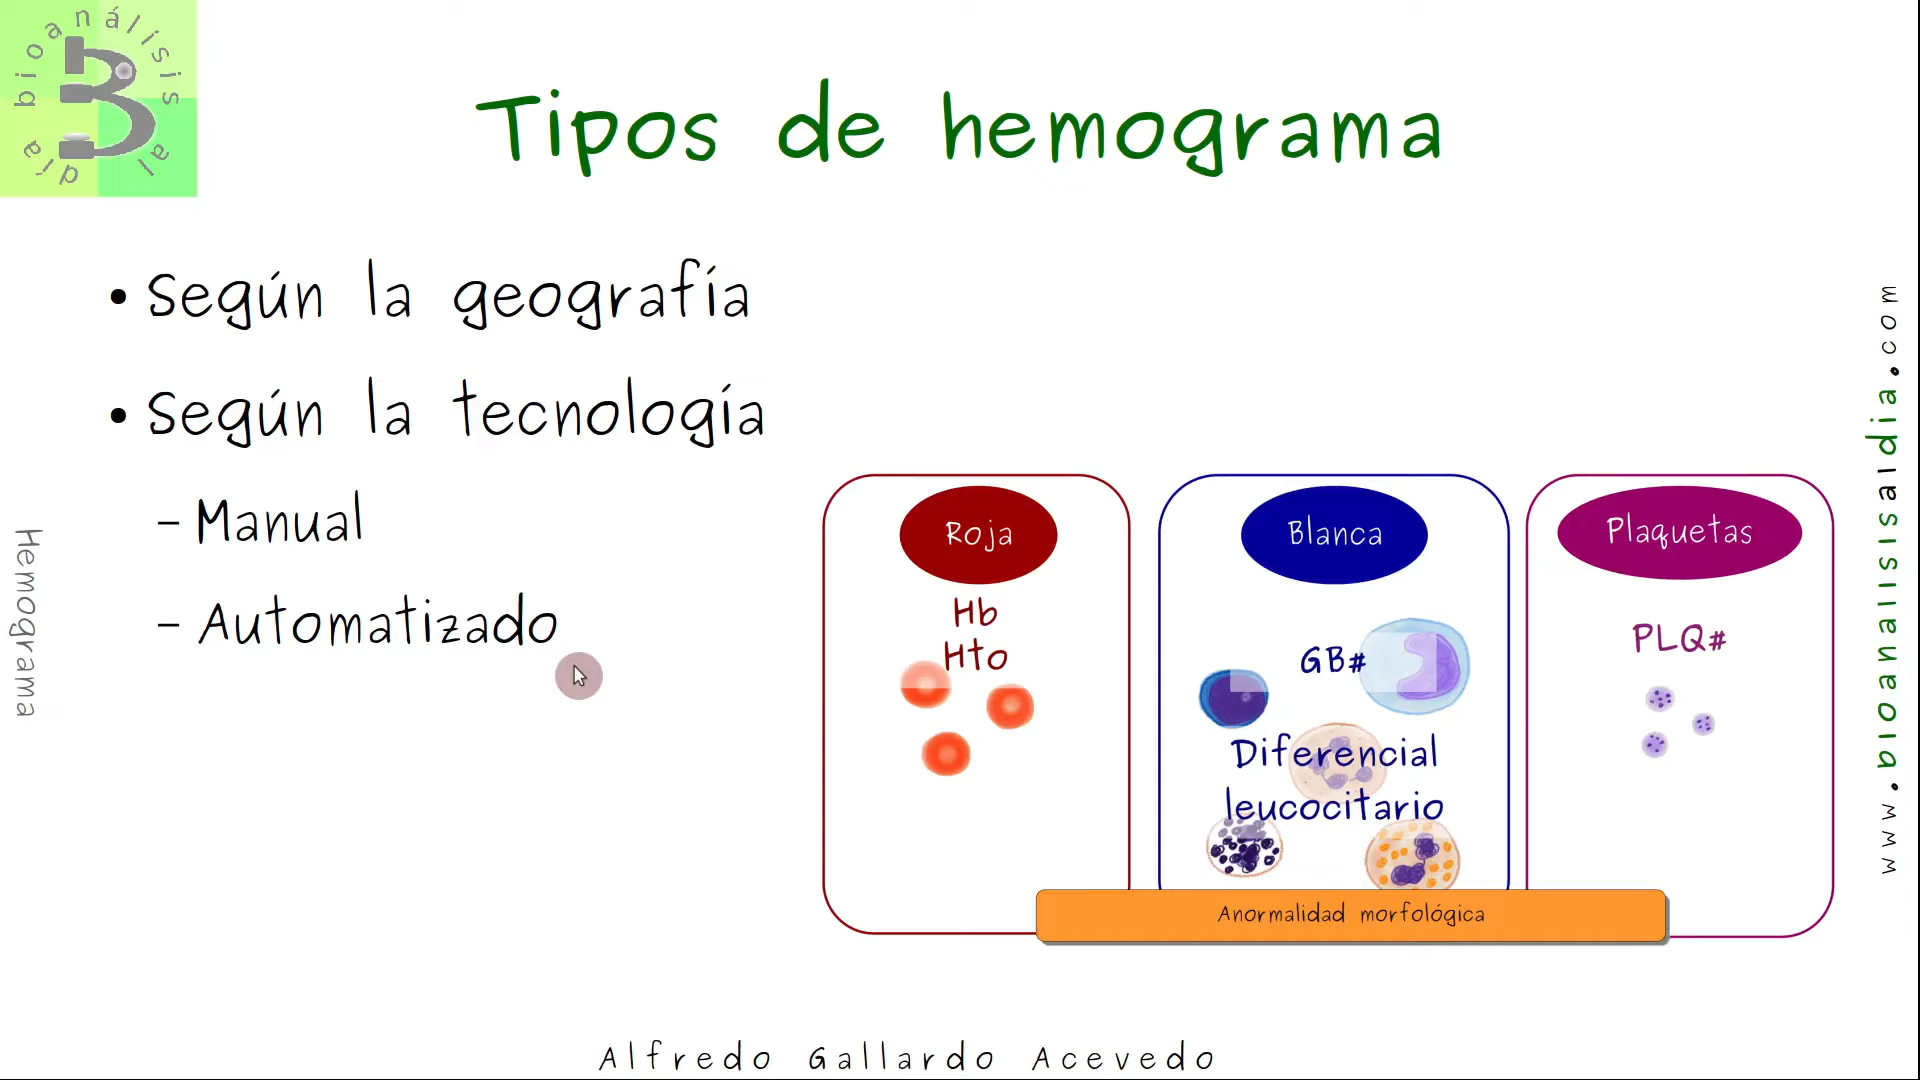 bioanálisis al día
Tipos de hemograma
• Según la geografía
• Según la tecnología
– Manual
– Automatizado
Roja
Hb
Hto
Blanca
GB#
Diferencial
leucocitario
Plaquetas
PLQ#
Anormalidad morfológica
Hemograma
www.bioanalisisaldia.com
Alfredo Gallardo Acevedo